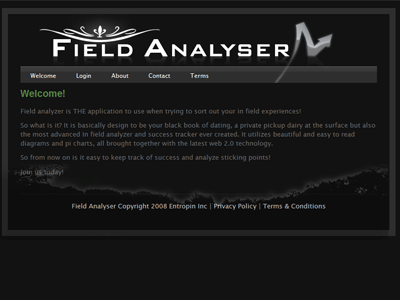 Field Analyser
Welcome Login About Contact Terms
Welcome!
Field analyzer is THE application to use when trying to sort out your in field experiences!
So what is it? It is basically design to be your black book of dating, a private pickup dairy at the surface but also
the most advanced in field analyzer and success tracker ever created. It utilizes beautiful and easy to read
diagrams and pi charts, all brought together with the latest web 2.0 technology.
So from now on is it easy to keep track of success and analyze sticking points!
Join us today!
Field Analyser Copyright 2008 Entropin Inc | Privacy Policy | Terms & Conditions